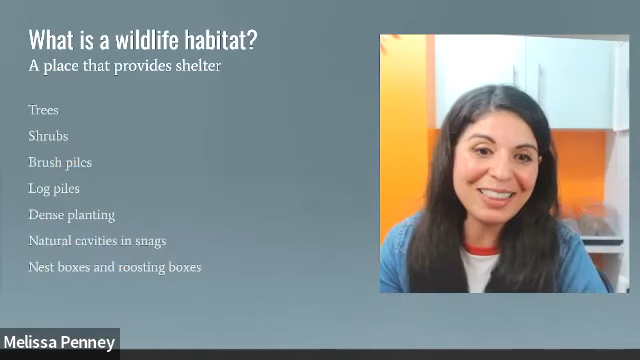 What is a wildlife habitat?
A place that provides shelter
Trees
Shrubs
Brush piles
Log piles
Dense planting
Natural cavities in snags
Nest boxes and roosting boxes
Melissa Penney